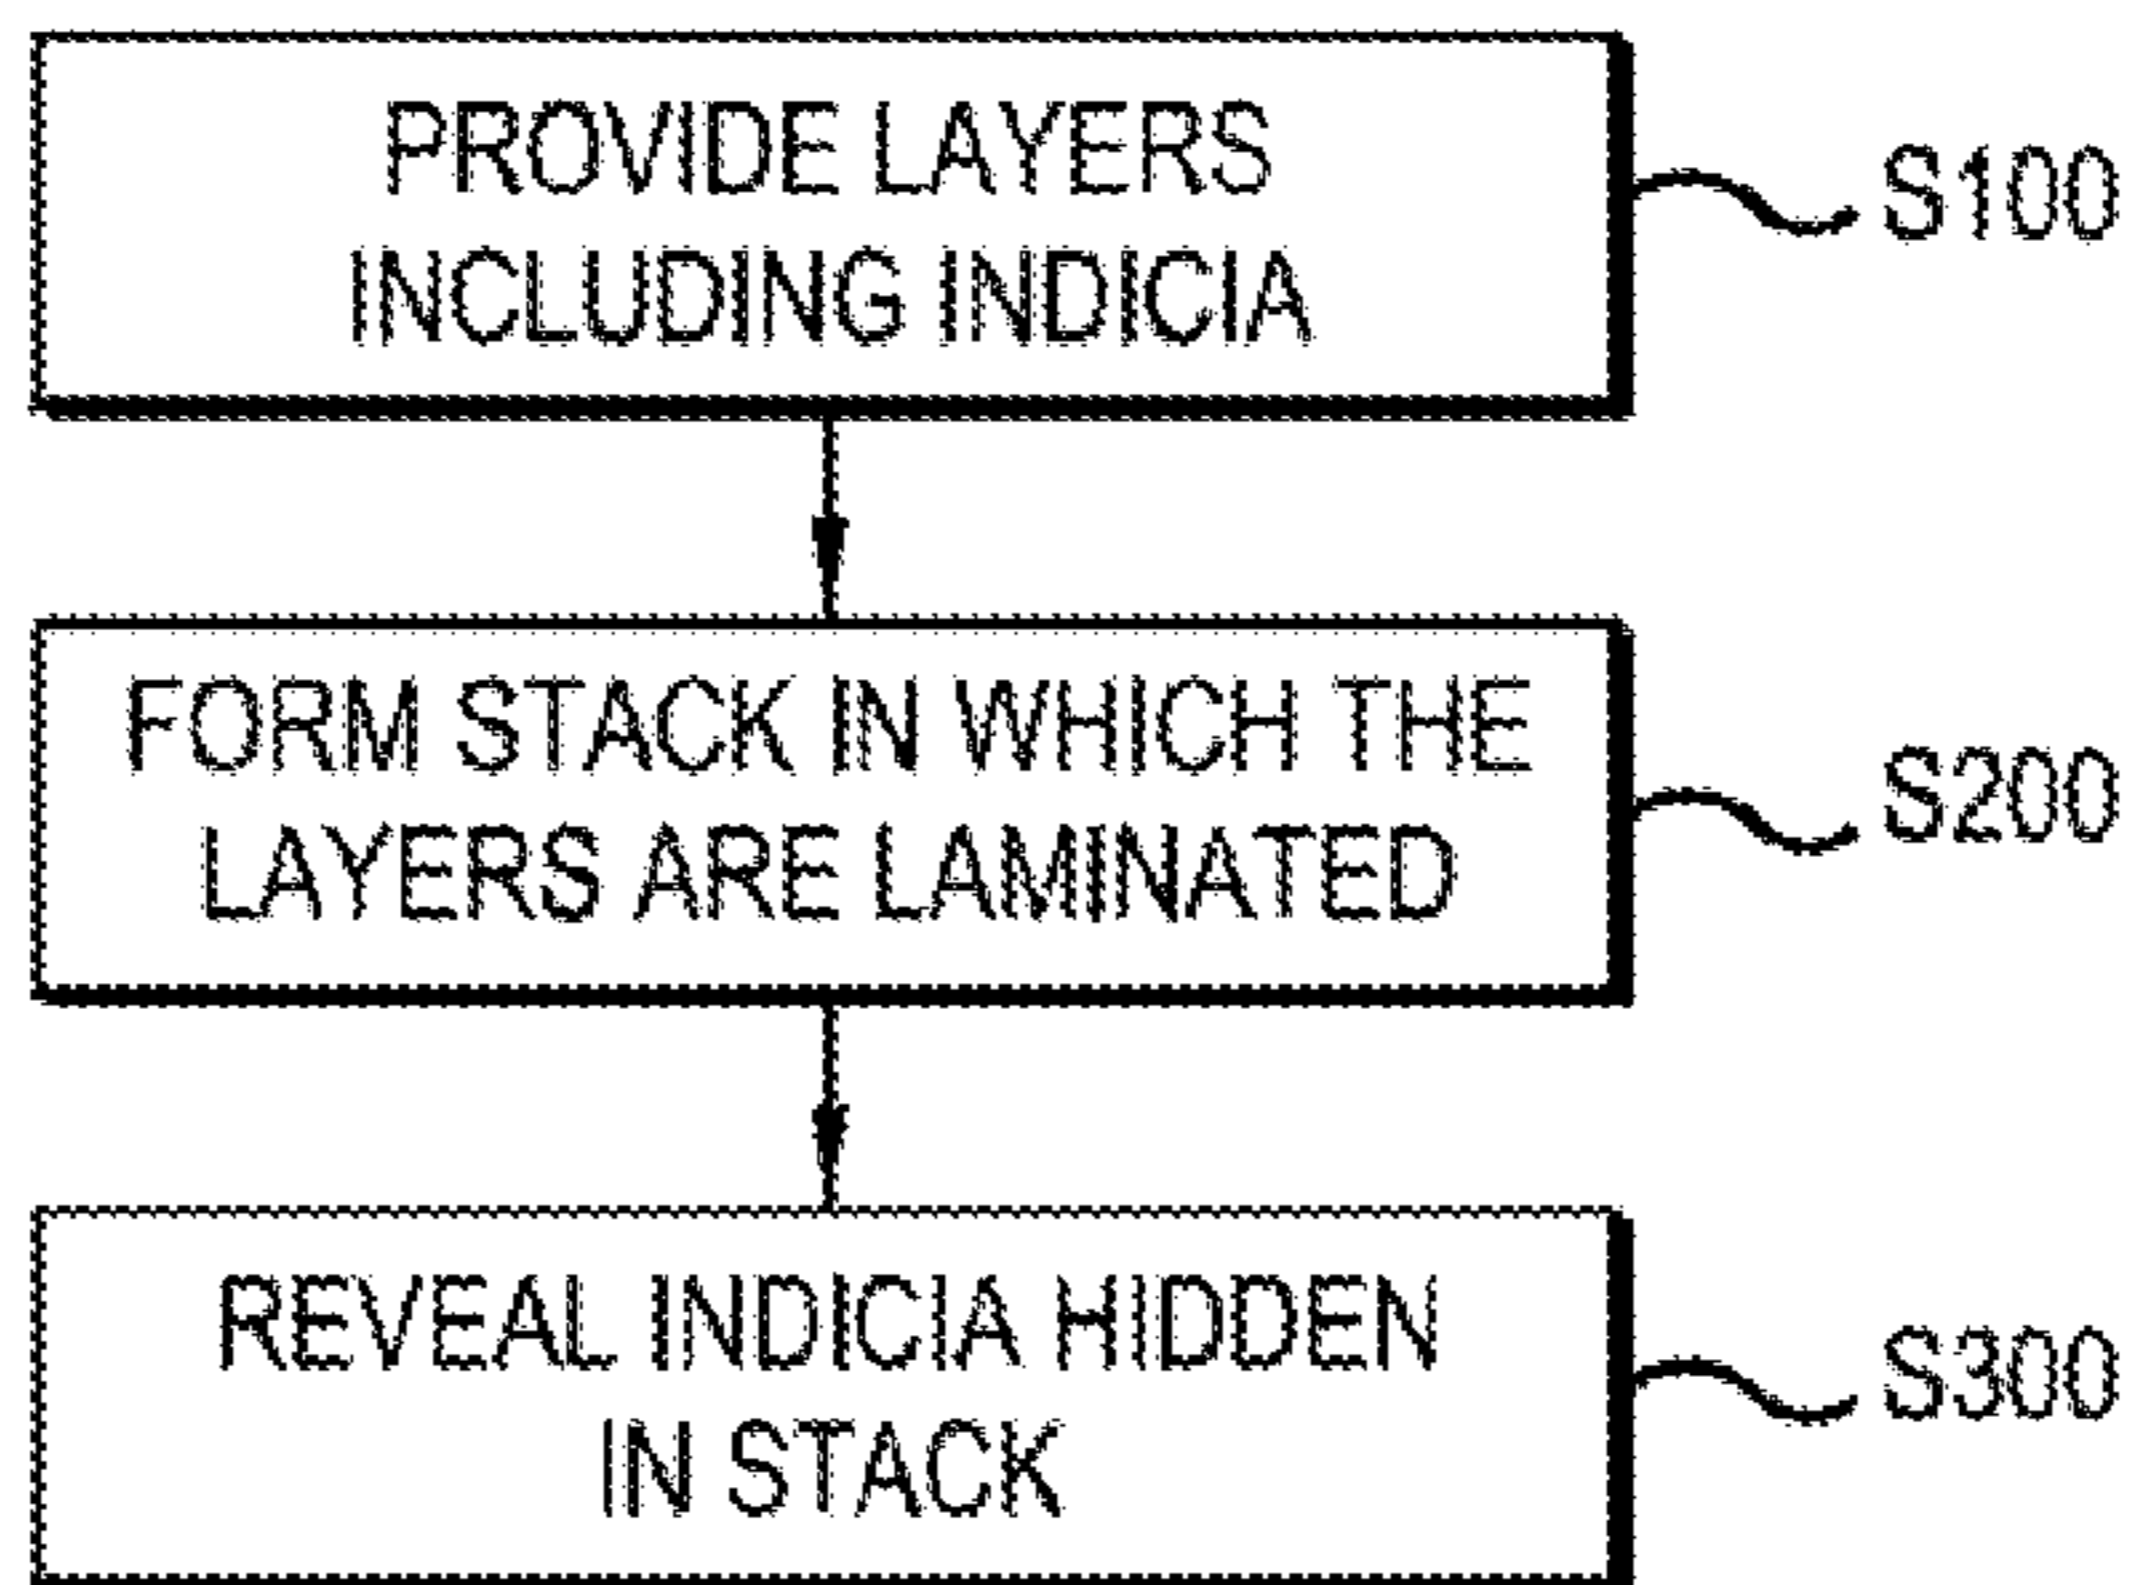 PROVIDE LAYERS
INCLUDING INDICIA
S100
FORM STACK IN WHICH THE
LAYERS ARE LAMINATED
S200
REVEAL INDICIA HIDDEN
IN STACK
S300